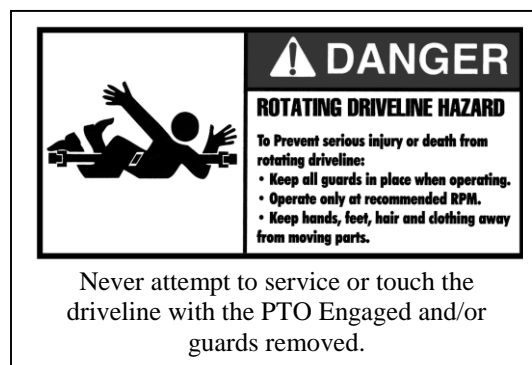 DANGER
ROTATING DRIVELINE HAZARD
To Prevent serious injury or death from
rotating driveline:
• Keep all guards in place when operating.
• Operate only at recommended RPM.
• Keep hands, feet, hair and clothing away
from moving parts.
Never attempt to service or touch the
driveline with the PTO Engaged and/or
guards removed.